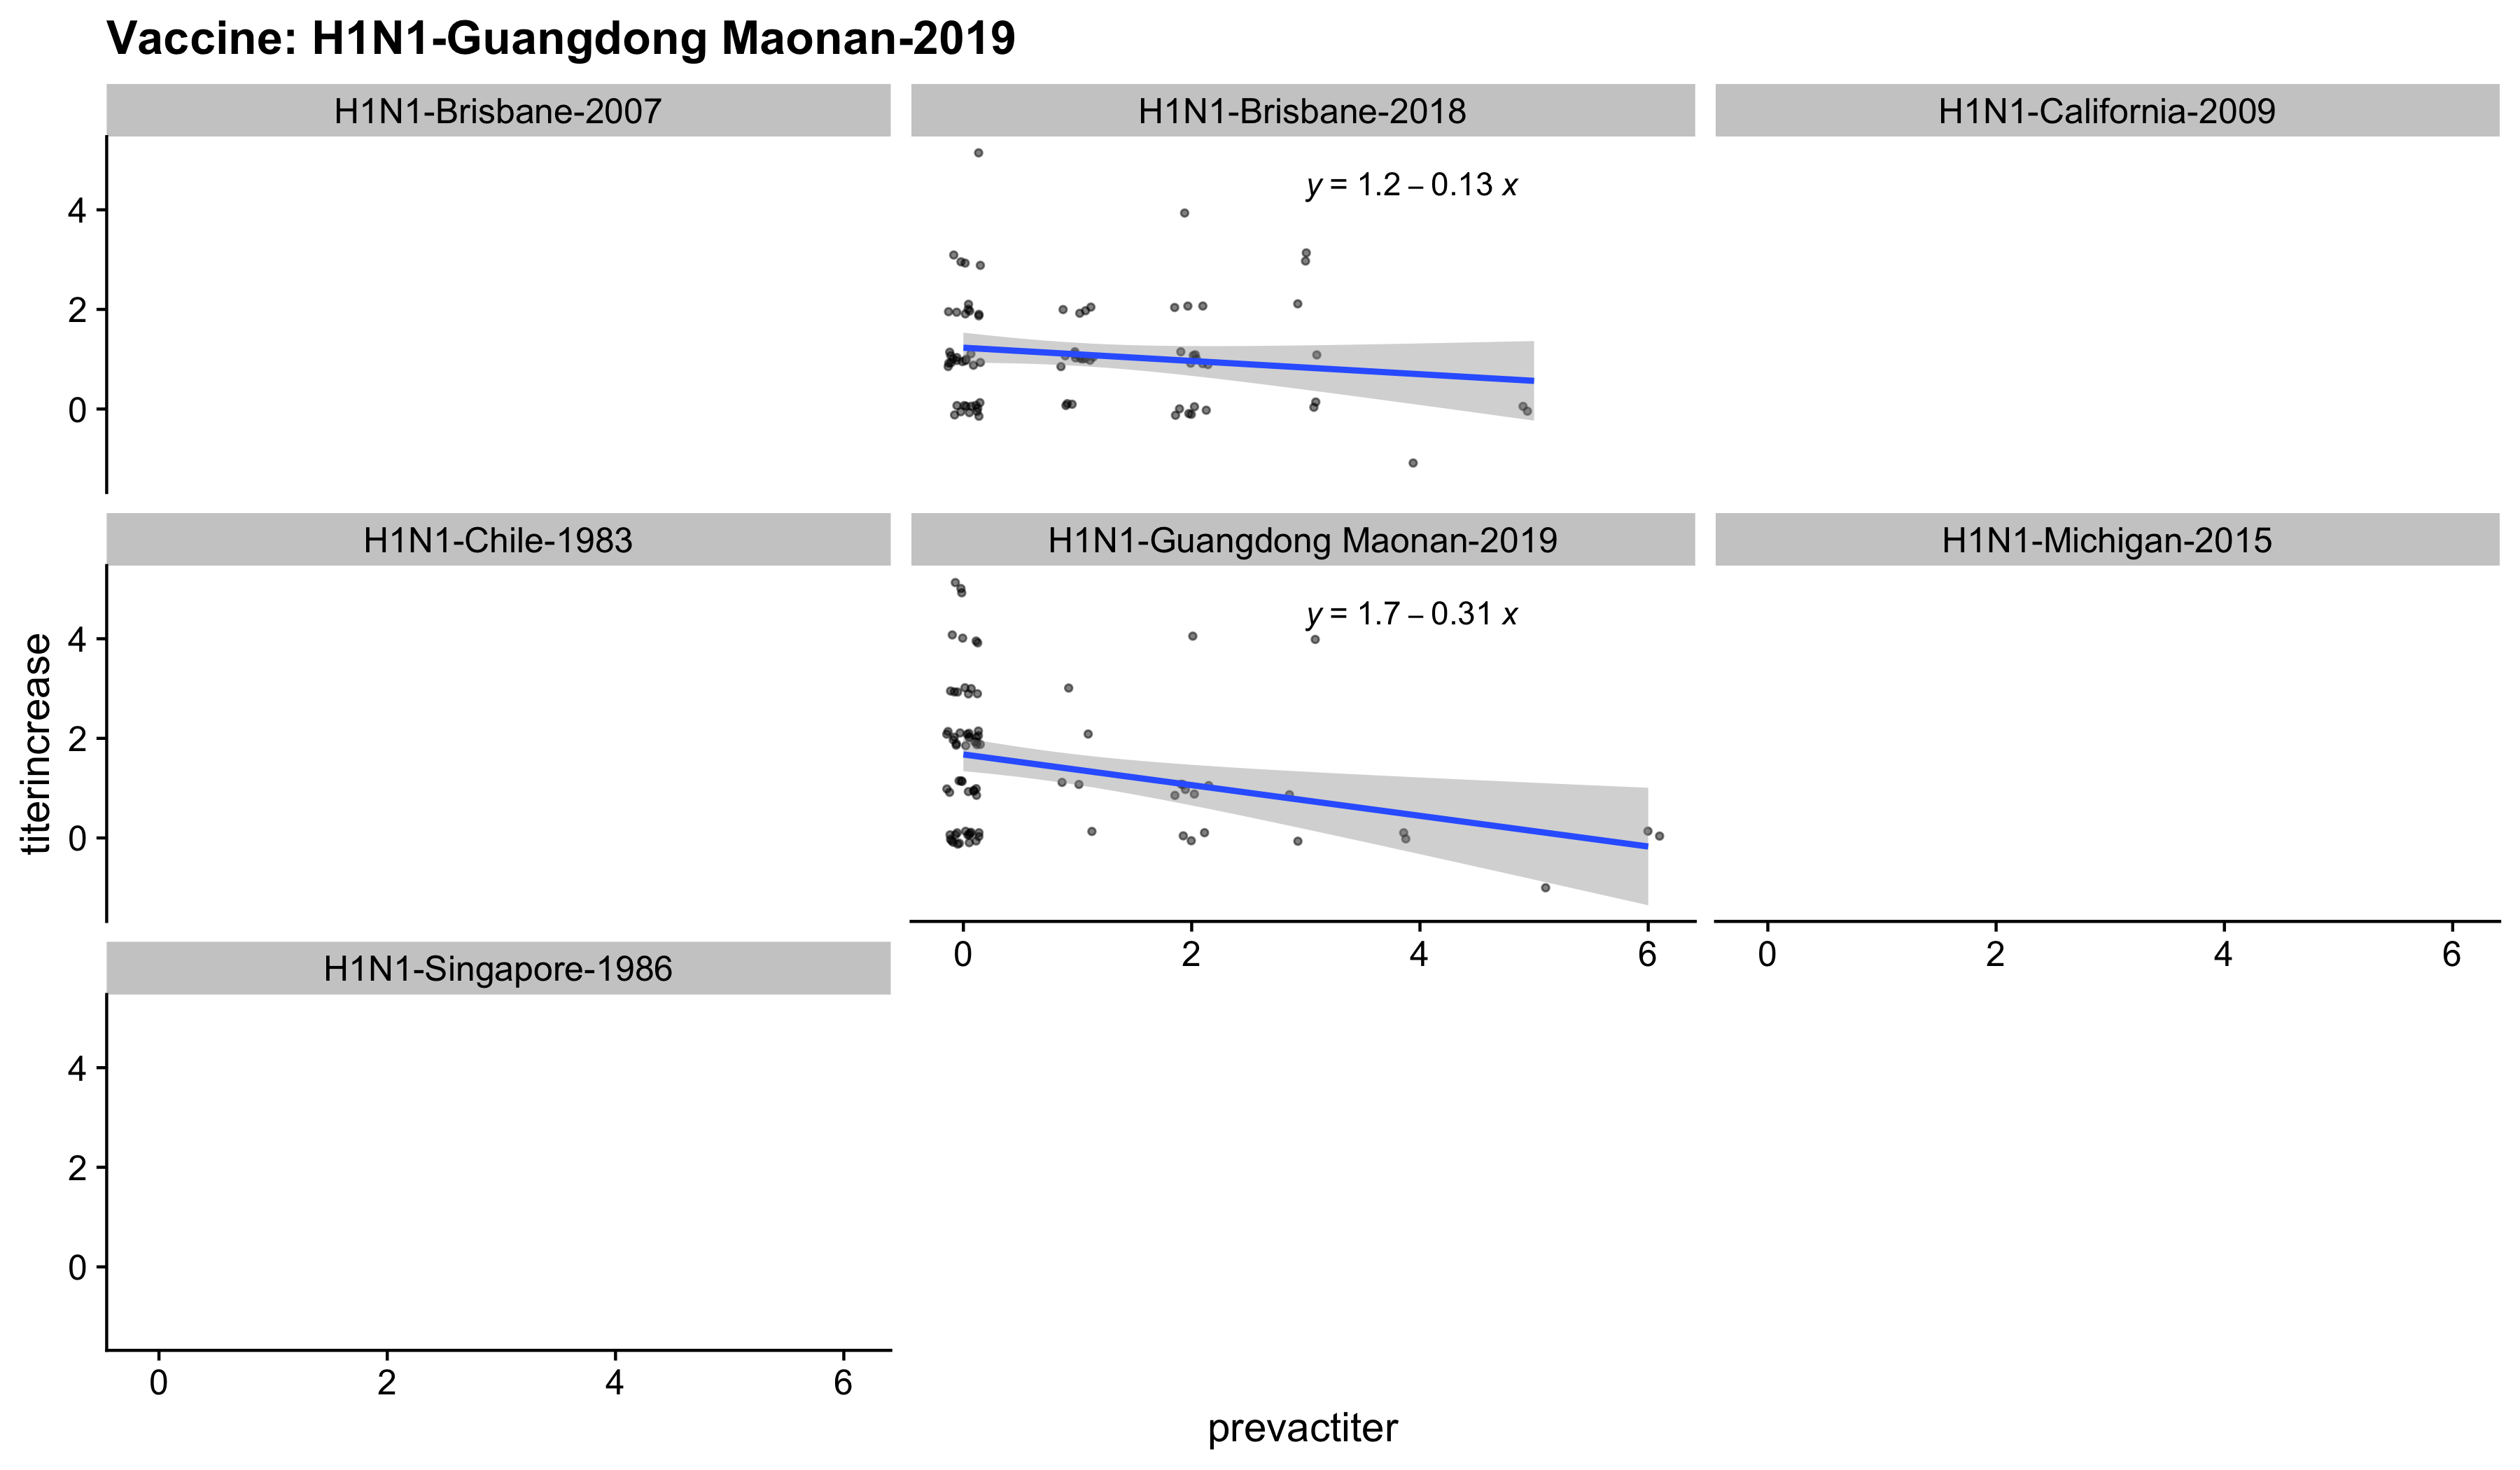 Vaccine: H1N1-Guangdong Maonan-2019
H1N1-Brisbane-2007
H1N1-Brisbane-2018
H1N1-California-2009
4
2
0
y = 1.2 – 0.13 x
H1N1-Chile-1983
H1N1-Guangdong Maonan-2019
H1N1-Michigan-2015
4
2
0
y = 1.7 – 0.31 x
0 2 4 6
0 2 4 6
H1N1-Singapore-1986
4
2
0
0 2 4 6
titerincrease
prevactiter